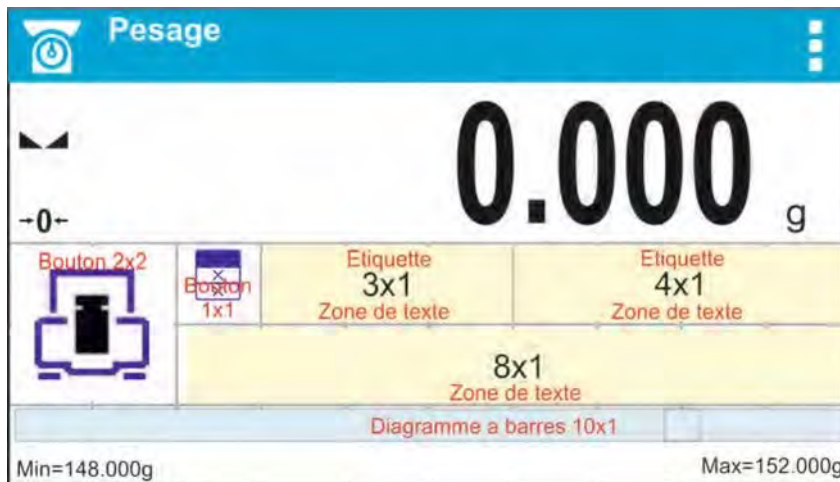 Pesage
0.000 g
→0←
Bouton 2x2
Bouton
1x1
Etiquette
3x1
Zone de texte
Etiquette
4x1
Zone de texte
8x1
Zone de texte
Diagramme a barres 10x1
Min=148.000g
Max=152.000g